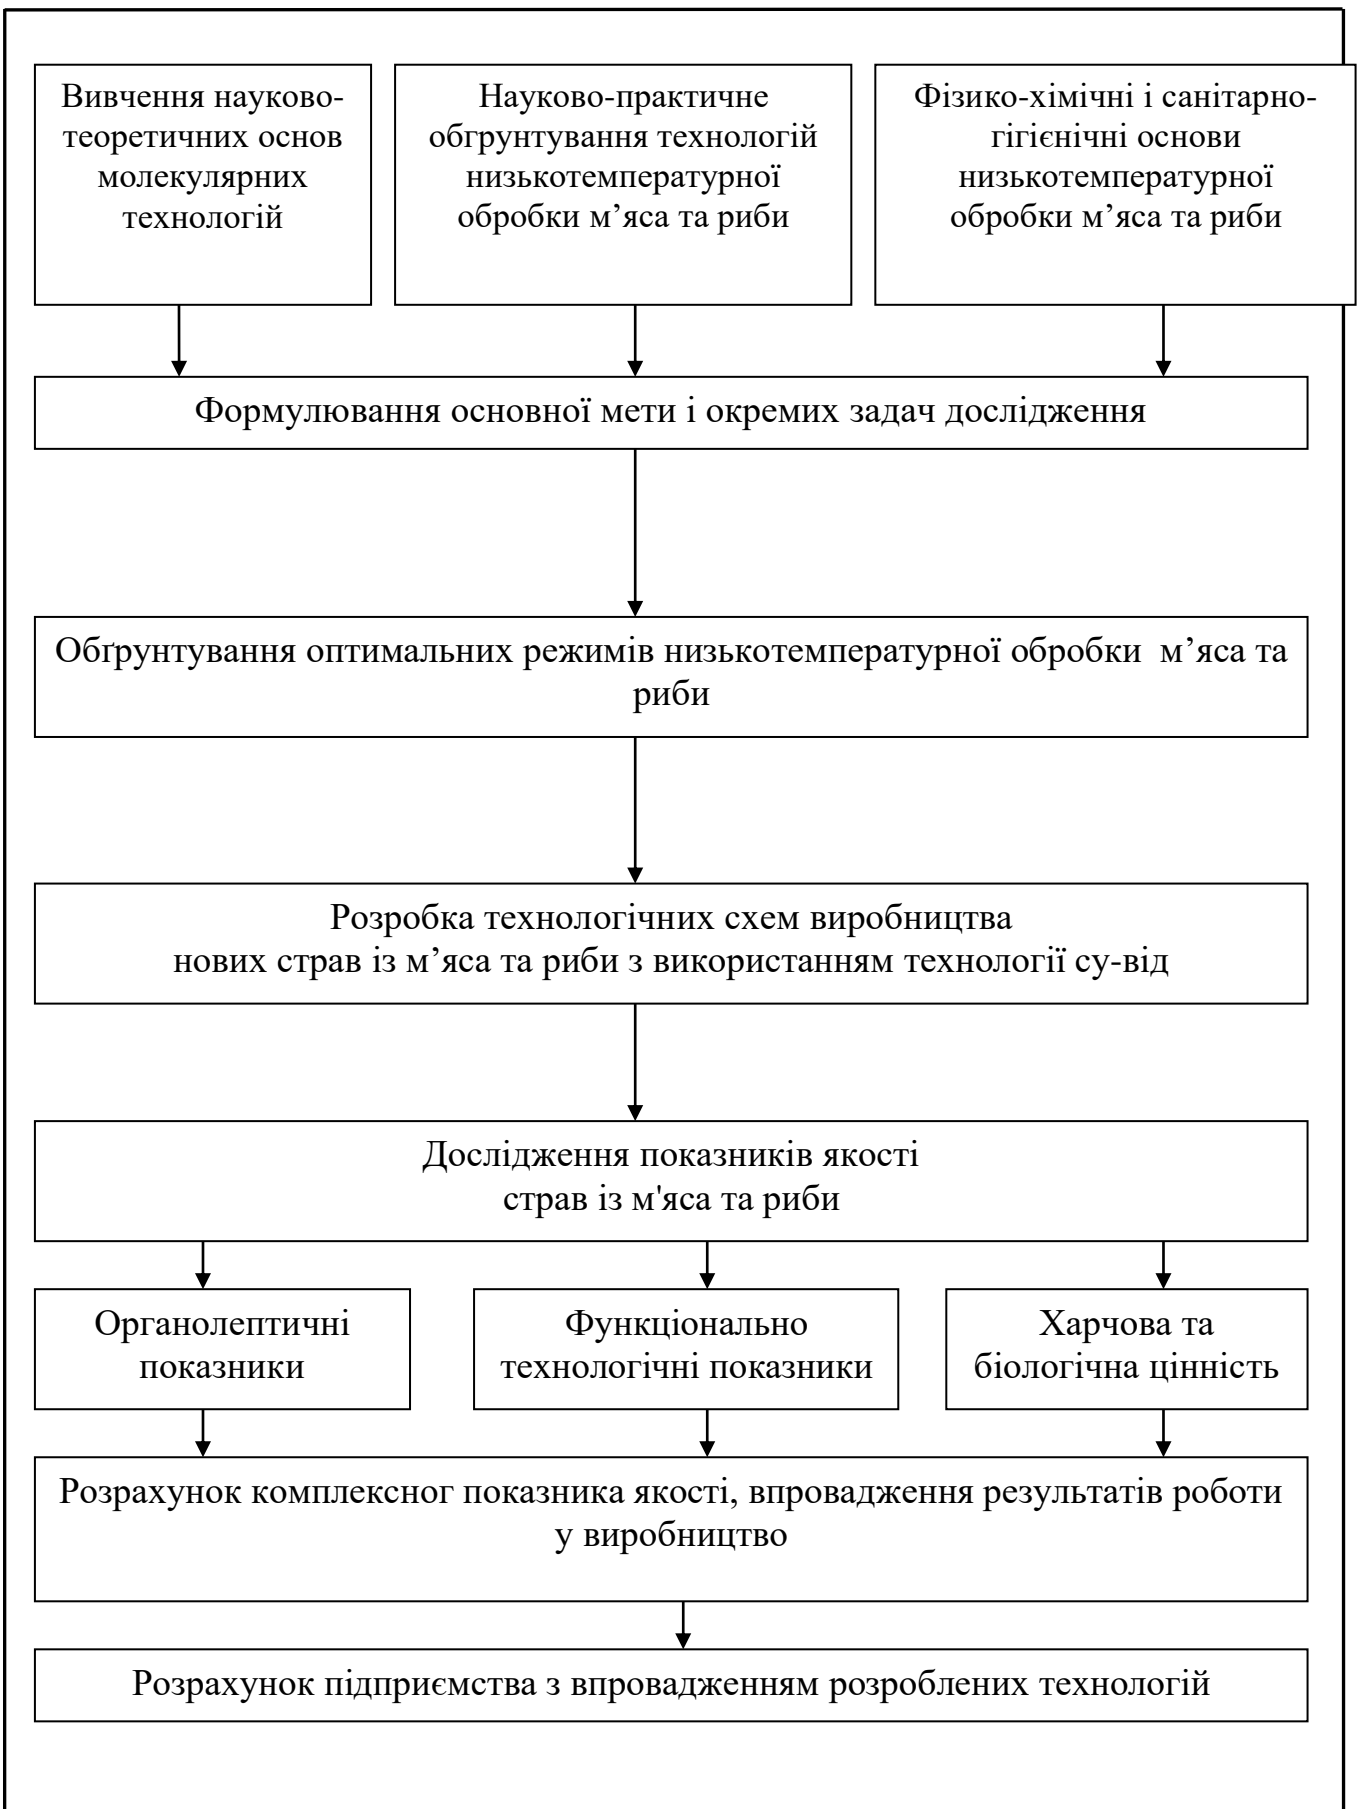 Вивчення науково-
теоретичних основ
молекулярних
технологій
Науково-практичне
обгрунтування технологій
низькотемпературної
обробки м’яса та риби
Фізико-хімічні і санітарно-
гігієнічні основи
низькотемпературної
обробки м’яса та риби
Формулювання основної мети і окремих задач дослідження
Обґрунтування оптимальних режимів низькотемпературної обробки м’яса та
риби
Розробка технологічних схем виробництва
нових страв із м’яса та риби з використанням технології су-від
Дослідження показників якості
страв із м'яса та риби
Органолептичні
показники
Функціонально
технологічні показники
Харчова та
біологічна цінність
Розрахунок комплексног показника якості, впровадження результатів роботи
у виробництво
Розрахунок підприємства з впровадженням розроблених технологій